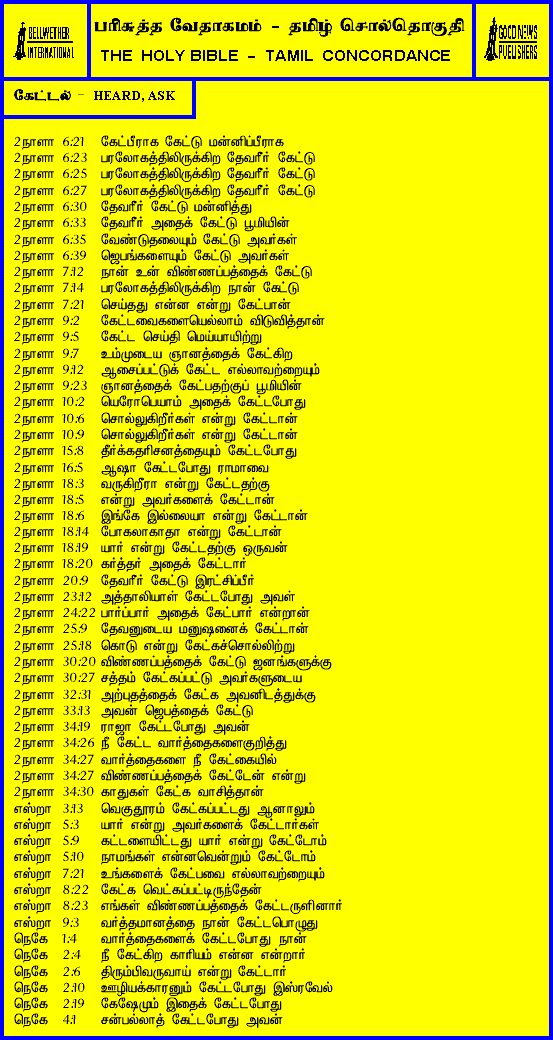 BELLWETHER
INTERNATIONAL
பரிசுத்த வேதாகமம் - தமிழ் சொல்தொகுதி
THE HOLY BIBLE - TAMIL CONCORDANCE
GOOD NEWS
PUBLISHERS
கேட்டல் - HEARD, ASK
2நாளா 6:21 கேட்பீராக கேட்டு மன்னிப்பீராக
2நாளா 6:23 பரலோகத்திலிருக்கிற தேவரீர் கேட்டு
2நாளா 6:25 பரலோகத்திலிருக்கிற தேவரீர் கேட்டு
2நாளா 6:27 பரலோகத்திலிருக்கிற தேவரீர் கேட்டு
2நாளா 6:30 தேவரீர் கேட்டு மன்னித்து
2நாளா 6:33 தேவரீர் அதைக் கேட்டு பூமியின்
2நாளா 6:35 வேண்டுதலையும் கேட்டு அவர்கள்
2நாளா 6:39 ஜெபங்களையும் கேட்டு அவர்கள்
2நாளா 7:12 நான் உன் விண்ணப்பத்தைக் கேட்டு
2நாளா 7:14 பரலோகத்திலிருக்கிற நான் கேட்டு
2நாளா 7:21 செய்தது என்ன என்று கேட்பான்
2நாளா 9:2 கேட்டவைகளையெல்லாம் விடுவித்தான்
2நாளா 9:5 கேட்ட செய்தி மெய்யாயிற்று
2நாளா 9:7 உம்முடைய ஞானத்தைக் கேட்கிற
2நாளா 9:12 ஆசைப்பட்டுக் கேட்ட எல்லாவற்றையும்
2நாளா 9:23 ஞானத்தைக் கேட்பதற்குப் பூமியின்
2நாளா 10:2 யெரோபெயாம் அதைக் கேட்டபோது
2நாளா 10:6 சொல்லுகிறீர்கள் என்று கேட்டான்
2நாளா 10:9 சொல்லுகிறீர்கள் என்று கேட்டான்
2நாளா 15:8 தீர்க்கதரிசனத்தையும் கேட்டபோது
2நாளா 16:5 ஆஷா கேட்டபோது ராமாவை
2நாளா 18:3 வருகிறீரா என்று கேட்டதற்கு
2நாளா 18:5 என்று அவர்களைக் கேட்டான்
2நாளா 18:6 இங்கே இல்லையா என்று கேட்டான்
2நாளா 18:14 போகலாகாதா என்று கேட்டான்
2நாளா 18:19 யார் என்று கேட்டதற்கு ஒருவன்
2நாளா 18:20 கர்த்தர் அதைக் கேட்டார்
2நாளா 20:9 தேவரீர் கேட்டு இரட்சிப்பீர்
2நாளா 23:12 அத்தாலியாள் கேட்டபோது அவள்
2நாளா 24:22 பார்ப்பார் அதைக் கேட்பார் என்றான்
2நாளா 25:9 தேவனுடைய மனுஷனைக் கேட்டான்
2நாளா 25:18 கொடு என்று கேட்கச்சொல்லிற்று
2நாளா 30:20 விண்ணப்பத்தைக் கேட்டு ஜனங்களுக்கு
2நாளா 30:27 சத்தம் கேட்கப்பட்டு அவர்களுடைய
2நாளா 32:31 அற்புதத்தைக் கேட்க அவனிடத்துக்கு
2நாளா 33:13 அவன் ஜெபத்தைக் கேட்டு
2நாளா 34:19 ராஜா கேட்டபோது அவன்
2நாளா 34:26 நீ கேட்ட வார்த்தைகளைகுறித்து
2நாளா 34:27 வார்த்தைகளை நீ கேட்கையில்
2நாளா 34:27 விண்ணப்பத்தைக் கேட்டேன் என்று
2நாளா 34:30 காதுகள் கேட்க வாசித்தான்
எஸ்றா 3:13 வெகுதூரம் கேட்கப்பட்டது ஆனாலும்
எஸ்றா 5:3 யார் என்று அவர்களைக் கேட்டார்கள்
எஸ்றா 5:9 கட்டளையிட்டது யார் என்று கேட்டோம்
எஸ்றா 5:10 நாமங்கள் என்னவென்றும் கேட்டோம்
எஸ்றா 7:21 உங்களைக் கேட்பவை எல்லாவற்றையும்
எஸ்றா 8:22 கேட்க வெட்கப்பட்டிருந்தேன்
எஸ்றா 8:23 எங்கள் விண்ணப்பத்தைக் கேட்டருளினார்
எஸ்றா 9:3 வர்த்தமானத்தை நான் கேட்டபொழுது
நெகே 1:4 வார்த்தைகளைக் கேட்டபோது நான்
நெகே 2:4 நீ கேட்கிற காரியம் என்ன என்றார்
நெகே 2:6 திரும்பிவருவாய் என்று கேட்டார்
நெகே 2:10 ஊழியக்காரனும் கேட்டபோது இஸ்ரவேல்
நெகே 2:19 கேஷேமும் இதைக் கேட்டபோது
நெகே 4:1 சன்பல்லாத் கேட்டபோது அவன்